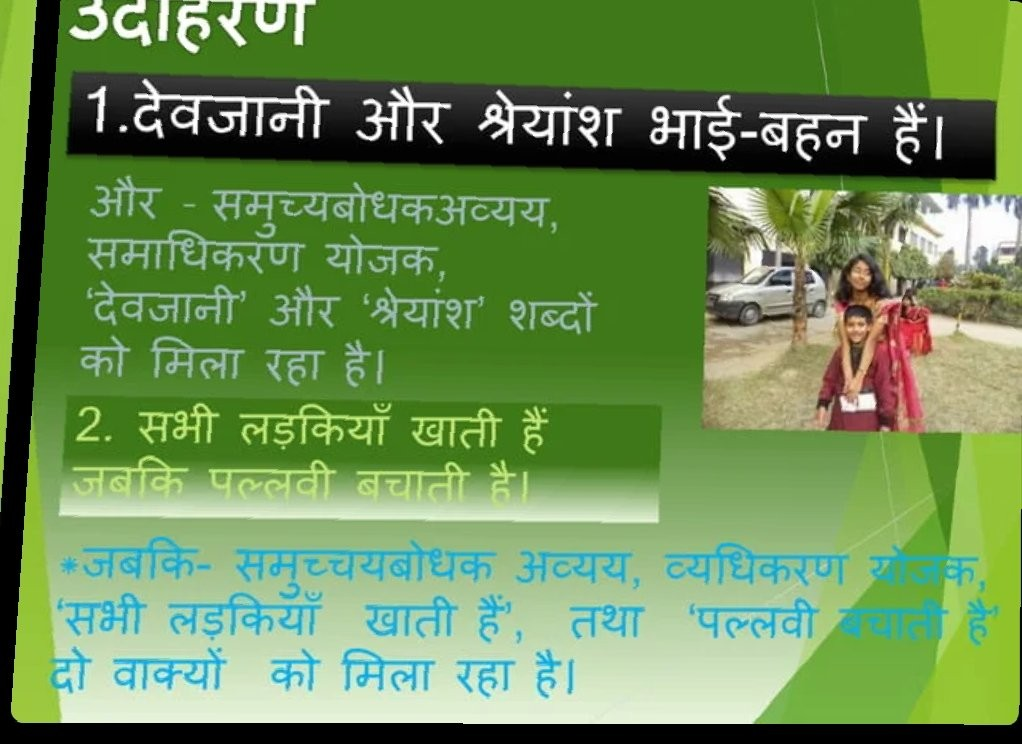 उदाहरण
1.देवजानी और श्रेयांश भाई-बहन हैं।
और - समुच्यबोधकअव्यय,
समाधिकरण योजक,
‘देवजानी’ और ‘श्रेयांश’ शब्दों
को मिला रहा है।
2. सभी लड़कियाँ खाती हैं
जबकि पल्लवी बचाती है।
*जबकि- समुच्चयबोधक अव्यय, व्यधिकरण योजक,
‘सभी लड़कियाँ खाती हैं’, तथा ‘पल्लवी बचाती है’
दो वाक्यों को मिला रहा है।